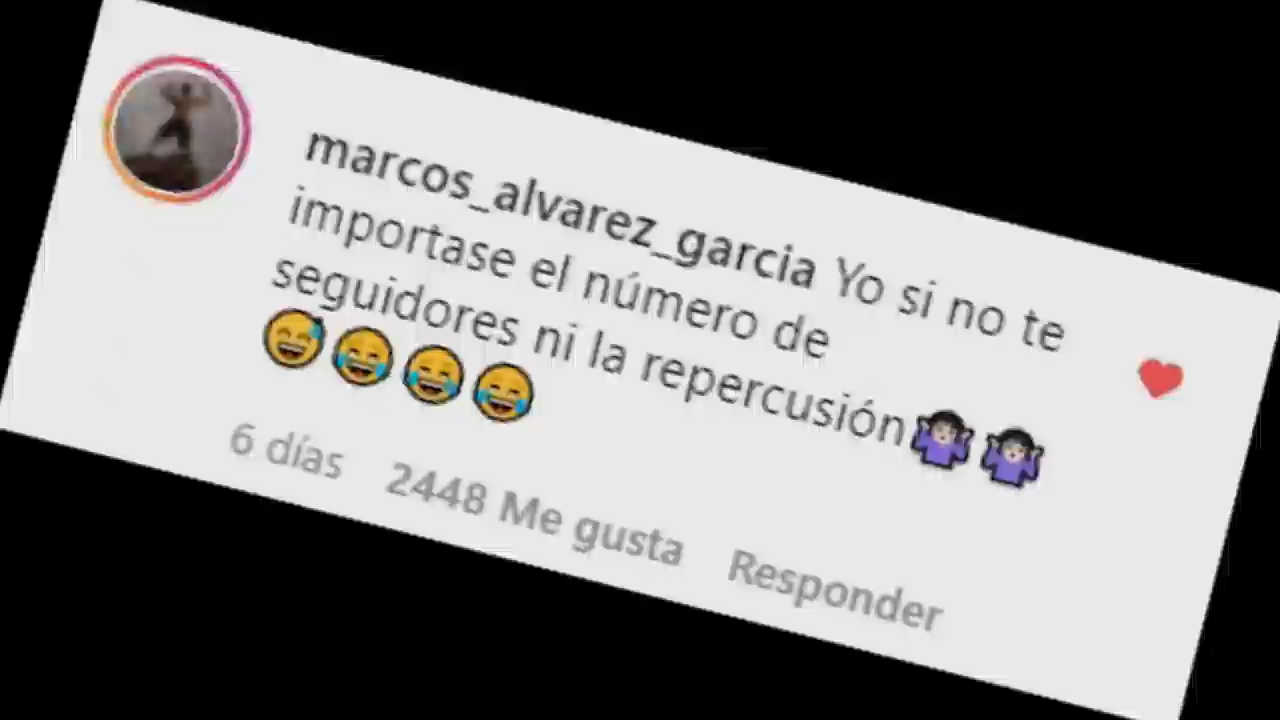 marcos_alvarez_garcia Yo si no te
importase el número de
seguidores ni la repercusión🤷🏻‍♀️🤷🏻‍♀️
😅😂😂😂
6 días 2448 Me gusta Responder